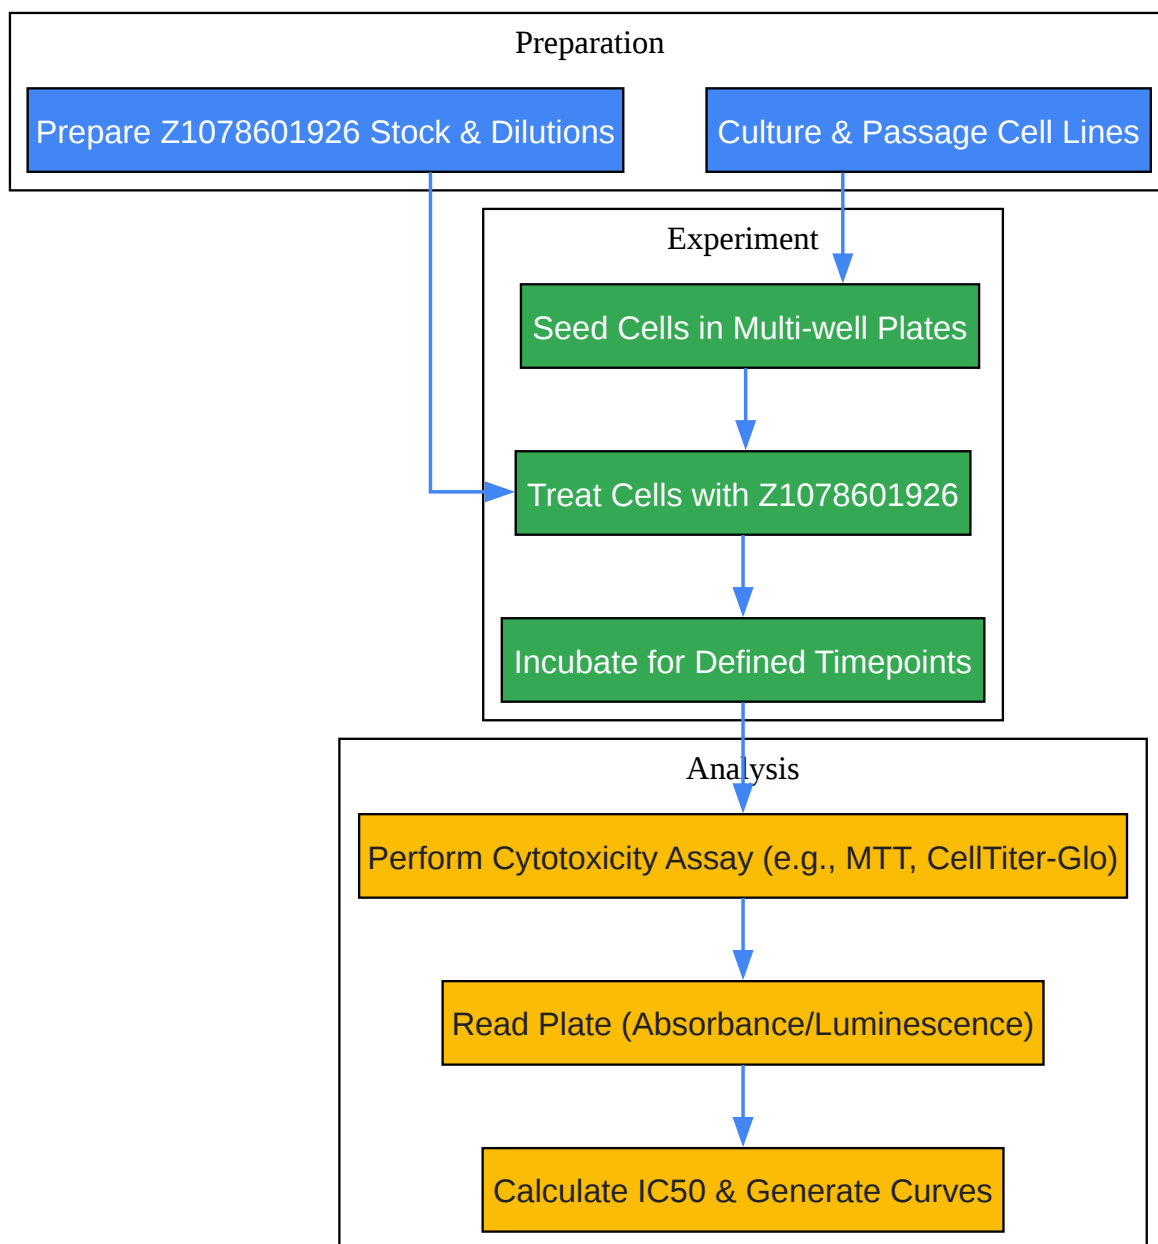 Preparation
Prepare Z1078601926 Stock & Dilutions
Culture & Passage Cell Lines
Experiment
Seed Cells in Multi-well Plates
Treat Cells with Z1078601926
Incubate for Defined Timepoints
Analysis
Perform Cytotoxicity Assay (e.g., MTT, CellTiter-Glo)
Read Plate (Absorbance/Luminescence)
Calculate IC50 & Generate Curves